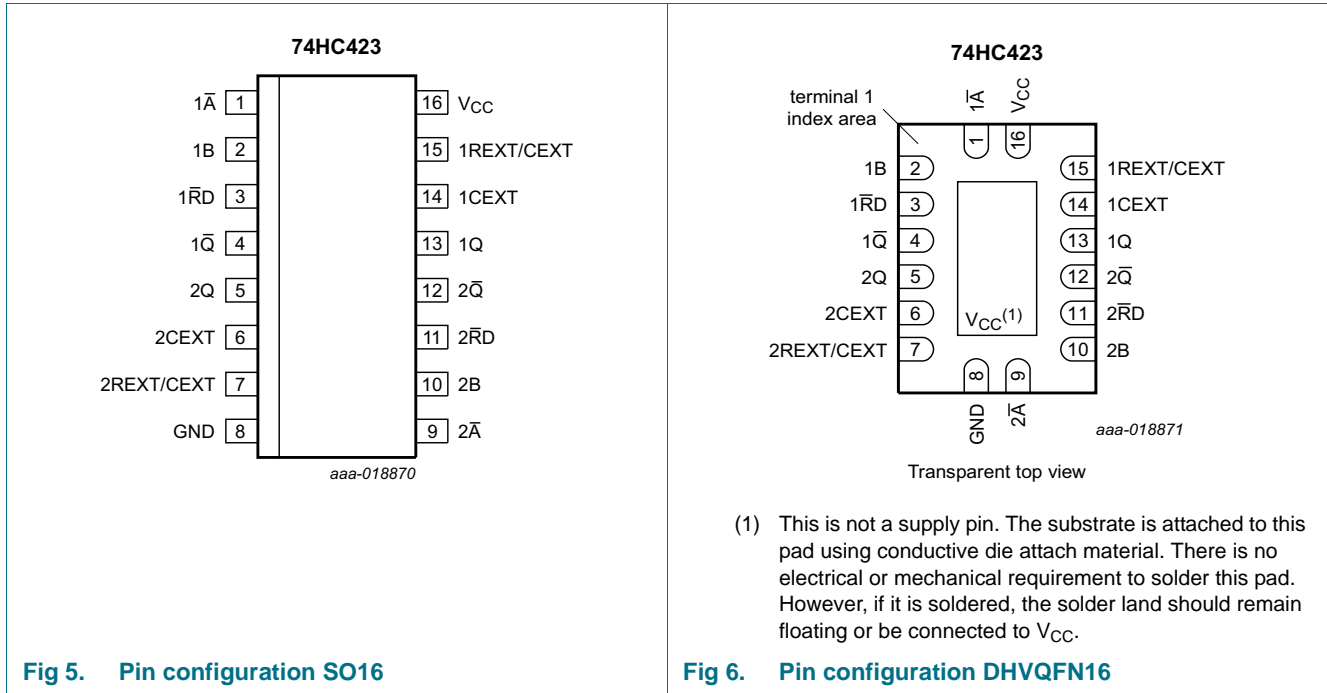 74HC423
1A̅ 1
16 VCC
1B 2
15 1REXT/CEXT
1R̅D 3
14 1CEXT
1Q̅ 4
13 1Q
2Q 5
12 2Q̅
2CEXT 6
11 2R̅D
2REXT/CEXT 7
10 2B
GND 8
9 2A̅
aaa-018870
Fig 5. Pin configuration SO16
74HC423
terminal 1
index area
1A̅
VCC
1
16
1B 2
15 1REXT/CEXT
1R̅D 3
14 1CEXT
1Q̅ 4
13 1Q
2Q 5
12 2Q̅
2CEXT 6
VCC(1)
11 2R̅D
2REXT/CEXT 7
10 2B
8
9
GND
2A̅
aaa-018871
Transparent top view
(1) This is not a supply pin. The substrate is attached to this
pad using conductive die attach material. There is no
electrical or mechanical requirement to solder this pad.
However, if it is soldered, the solder land should remain
floating or be connected to VCC.
Fig 6. Pin configuration DHVQFN16